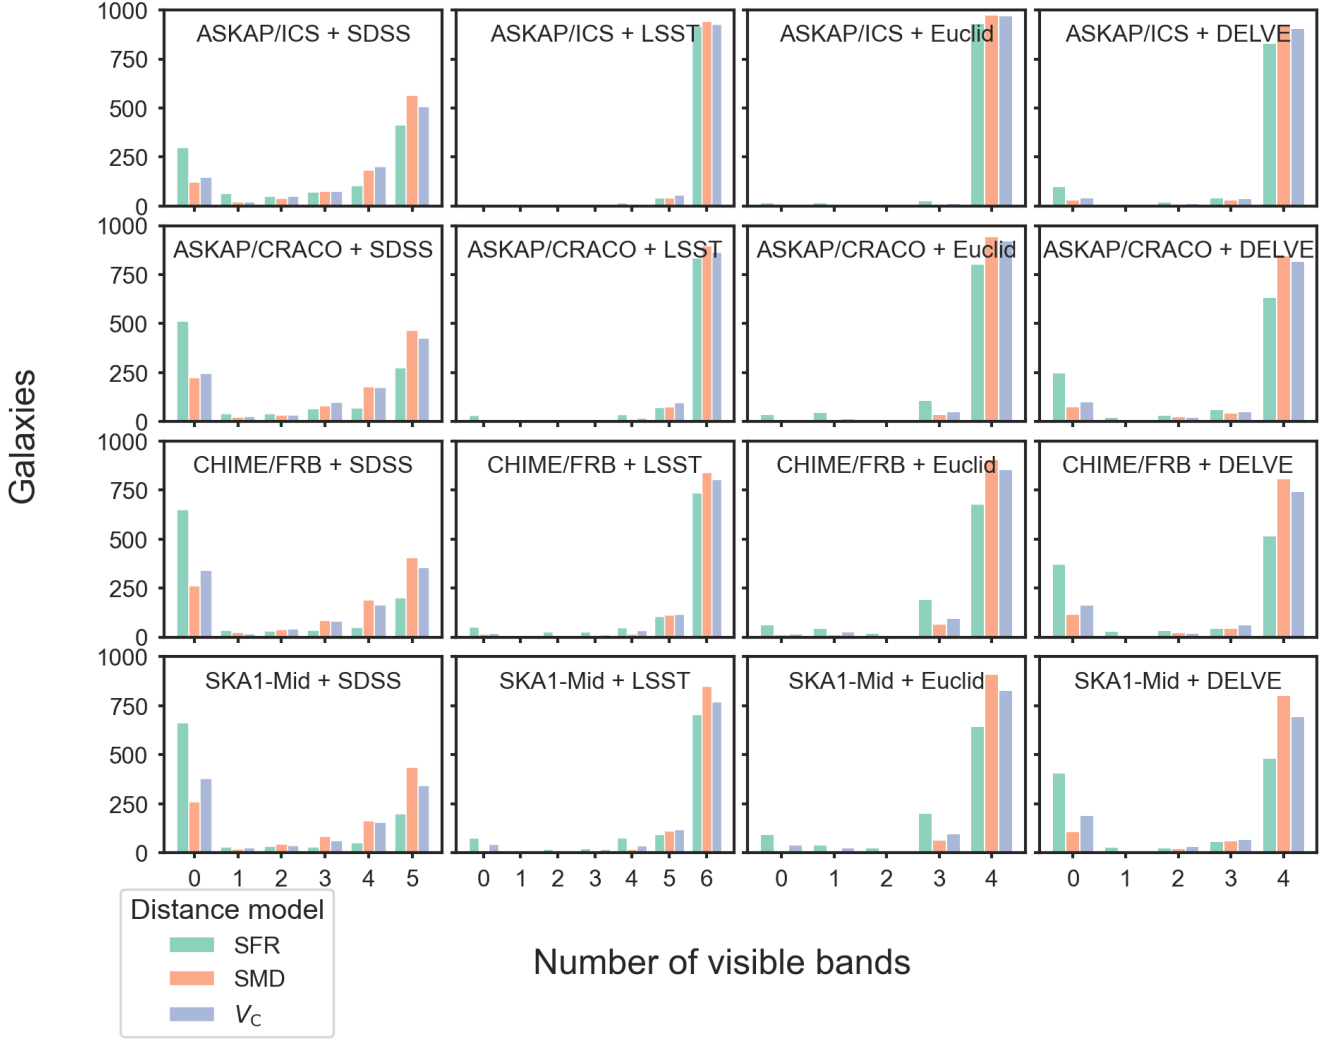 1000
750
500
250
0
ASKAP/ICS + SDSS
ASKAP/ICS + LSST
ASKAP/ICS + Euclid
ASKAP/ICS + DELVE
1000
750
500
250
0
ASKAP/CRACO + SDSS
ASKAP/CRACO + LSST
ASKAP/CRACO + Euclid
ASKAP/CRACO + DELVE
1000
750
500
250
0
CHIME/FRB + SDSS
CHIME/FRB + LSST
CHIME/FRB + Euclid
CHIME/FRB + DELVE
1000
750
500
250
0
SKA1-Mid + SDSS
SKA1-Mid + LSST
SKA1-Mid + Euclid
SKA1-Mid + DELVE
0 1 2 3 4 5
0 1 2 3 4 5 6
0 1 2 3 4
0 1 2 3 4
Galaxies
Number of visible bands
Distance model
SFR
SMD
V_C